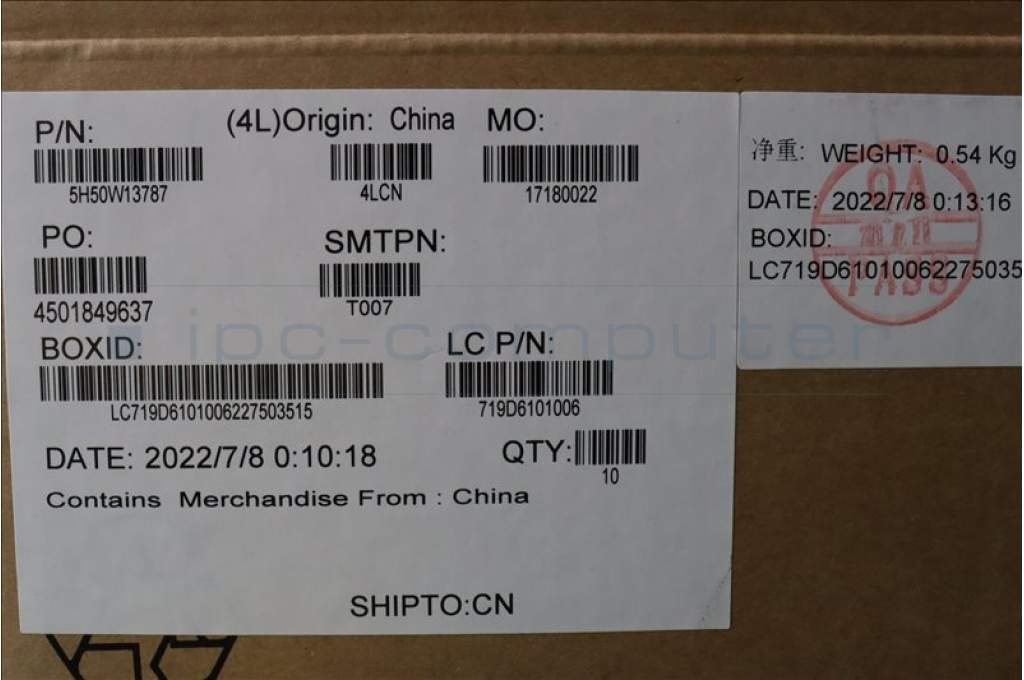 P/N:
5H50W13787
(4L)Origin: China
4LCN
MO:
17180022
PO:
4501849637
SMTPN:
T007
BOXID:
LC719D6101006227503515
LC P/N:
719D6101006
DATE: 2022/7/8 0:10:18
QTY:
10
Contains Merchandise From : China
SHIPTO:CN
净重: WEIGHT: 0.54 Kg
DATE: 2022/7/8 0:13:16
BOXID:
LC719D61010062275035
QA
PASS
ipc-computer